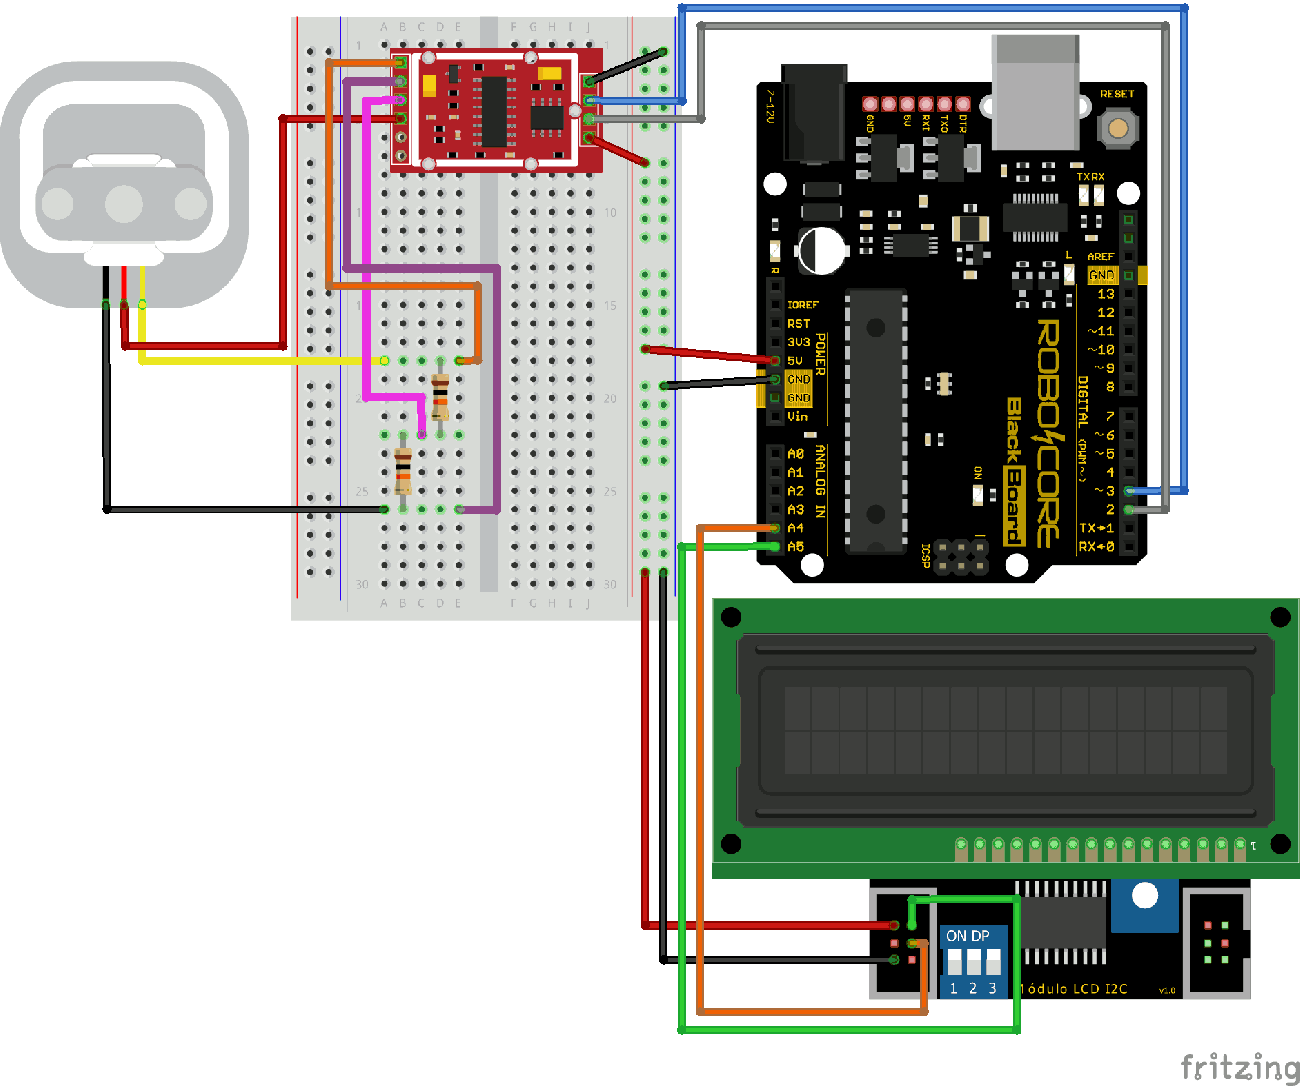 A B C D E F G H I J
1 1
7-12V
GND 5V RXI TXO DTR
RESET
TX RX
10 10
L
R
AREF
GND
IOREF
RST
3V3
5V
GND
GND
Vin
POWER
13
12
~11
~10
~9
8
7
~6
~5
4
~3
2
TX→1
RX←0
DIGITAL (PWM~)
15 15
20 20
25 25
30 30
A B C D E F G H I J
A0
A1
A2
A3
A4
A5
ANALOG IN
ROBOCORE
BlackBoard
ON
ICSP
1
1
ON DP
1 2 3
Módulo LCD I2C v1.0
fritzing